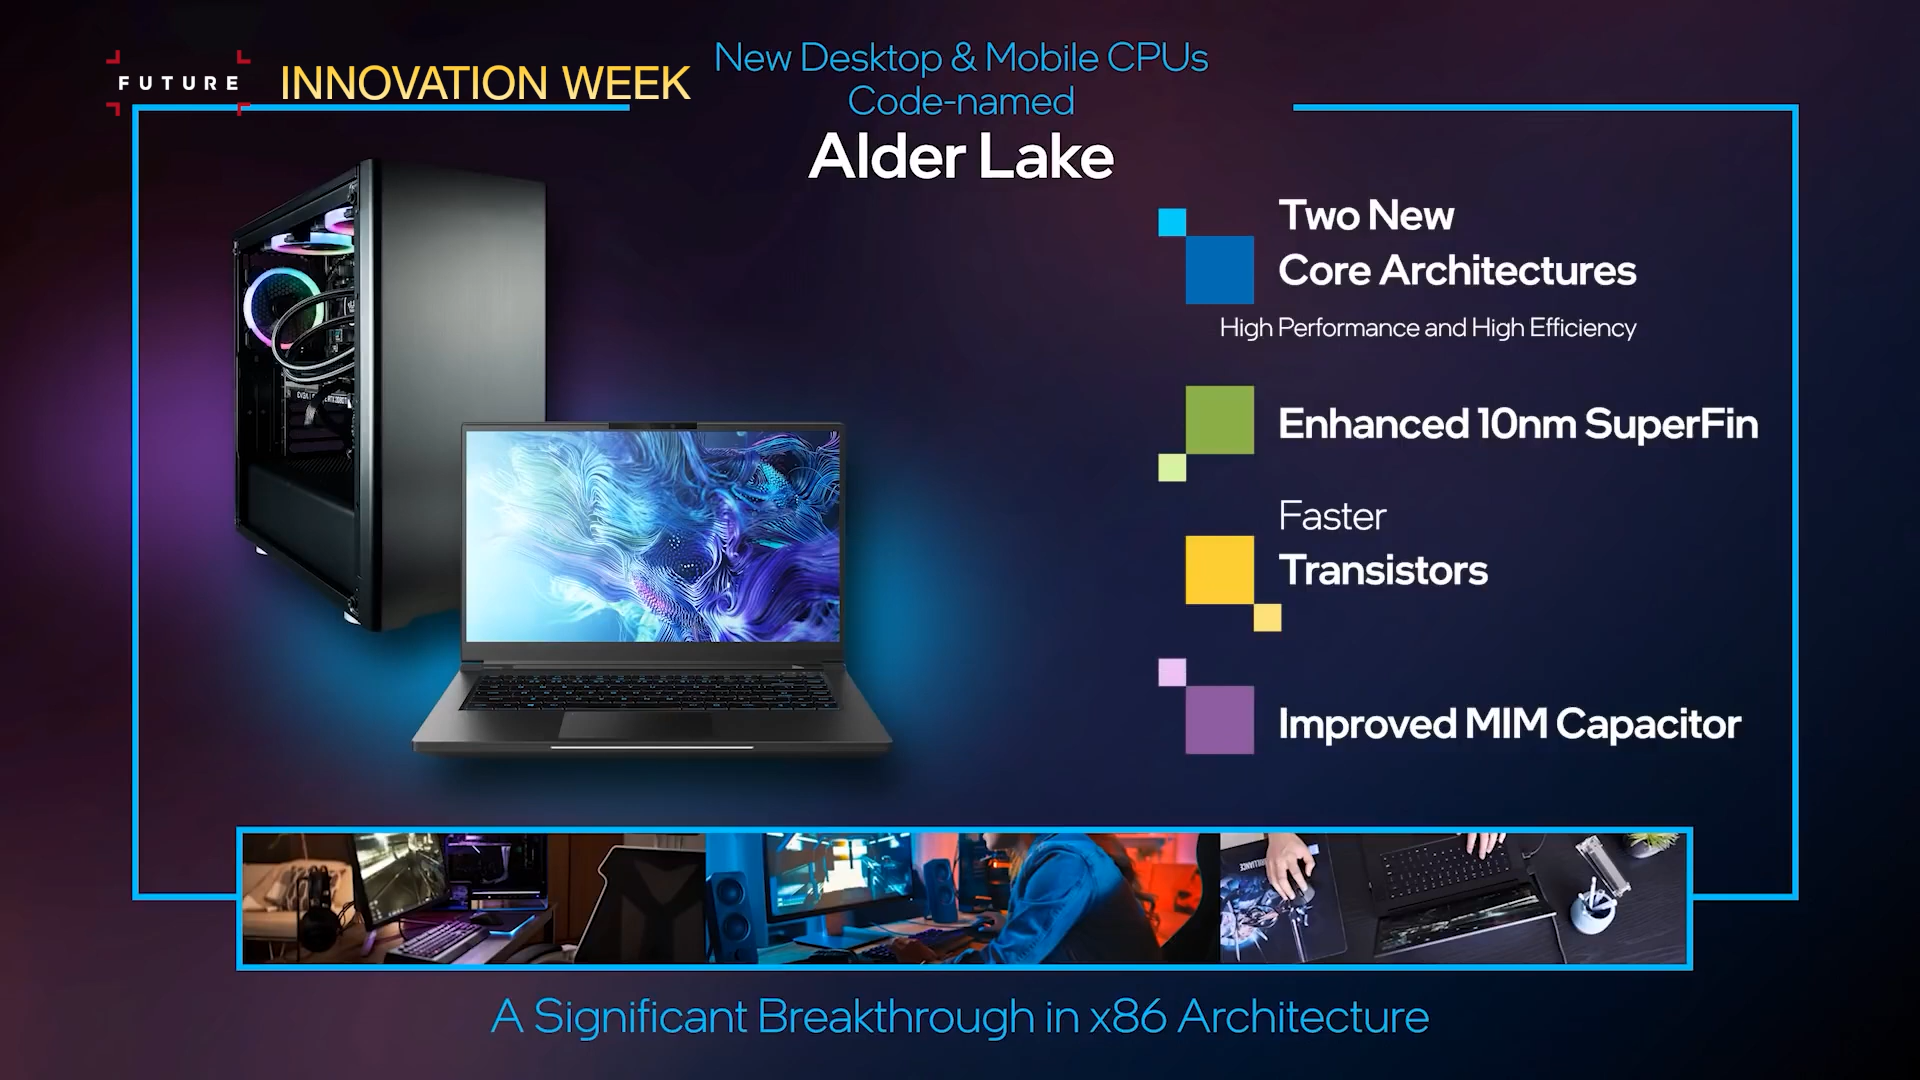 FUTURE
INNOVATION WEEK
New Desktop & Mobile CPUs
Code-named
Alder Lake
Two New
Core Architectures
High Performance and High Efficiency
Enhanced 10nm SuperFin
Faster
Transistors
Improved MIM Capacitor
A Significant Breakthrough in x86 Architecture